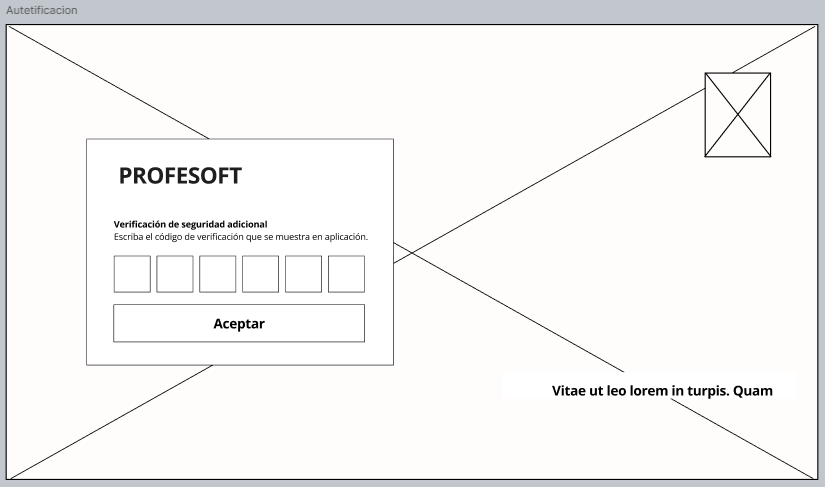 Autetificacion
PROFESOFT
Verificación de seguridad adicional
Escriba el código de verificación que se muestra en aplicación.
Aceptar
Vitae ut leo lorem in turpis. Quam